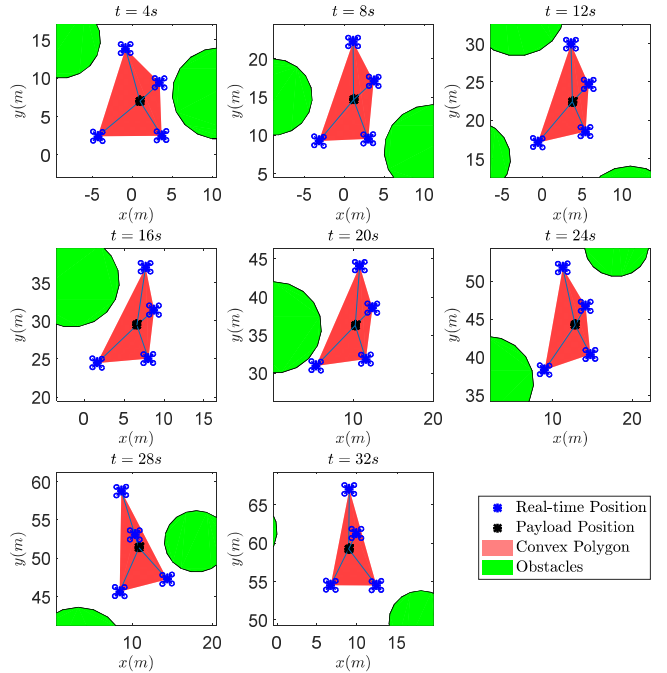 t = 4s
15
10
5
0
y(m)
-5
0
5
10
x(m)
t = 8s
20
15
10
5
y(m)
-5
0
5
10
x(m)
t = 12s
30
25
20
15
y(m)
0
5
10
x(m)
t = 16s
35
30
25
20
y(m)
0
5
10
15
x(m)
t = 20s
45
40
35
30
y(m)
10
20
x(m)
t = 24s
50
45
40
35
y(m)
5
10
15
20
x(m)
t = 28s
60
55
50
45
y(m)
10
20
x(m)
t = 32s
65
60
55
50
y(m)
0
5
10
15
x(m)
Real-time Position
Payload Position
Convex Polygon
Obstacles